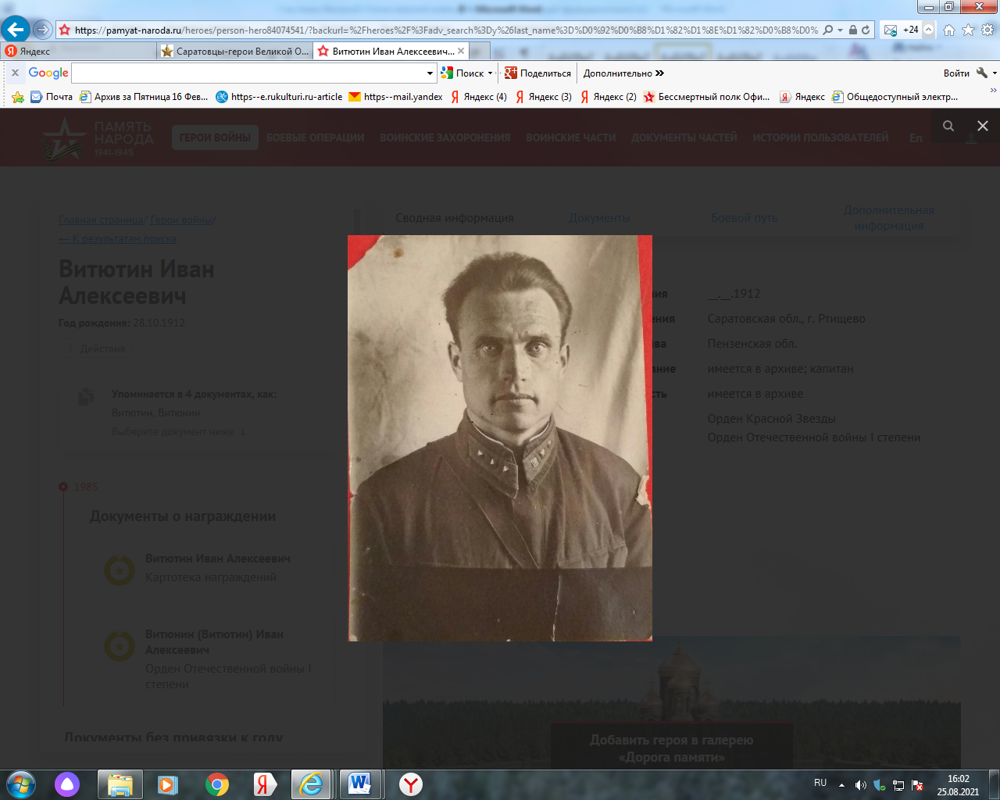 https://pamyat-naroda.ru/heroes/person-hero84074541/?backurl=%2Fheroes%2F%3Fadv_search%3Dy%26last_name%3D%D0%92%D0%B8%D1%82%D1%8E%D1%82%D0%B8%D0%
+24
Яндекс
Саратовцы-герои Великой О...
Витютин Иван Алексеевич...
Google
Поиск
Поделиться
Дополнительно
Войти
Почта
Архив за Пятница 16 Фев...
https--e.rukulturi.ru-article
https--mail.yandex
Яндекс (4)
Яндекс (3)
Яндекс (2)
Бессмертный полк Офи...
Яндекс
Общедоступный электр...
ПАМЯТЬ
НАРОДА
1941-1945
ГЕРОИ ВОЙНЫ
БОЕВЫЕ ОПЕРАЦИИ
ВОИНСКИЕ ЗАХОРОНЕНИЯ
ВОИНСКИЕ ЧАСТИ
ДОКУМЕНТЫ ЧАСТЕЙ
ИСТОРИИ ПОЛЬЗОВАТЕЛЕЙ
En
Главная страница/ Герои войны/
← К результатам поиска
Витютин Иван
Алексеевич
Год рождения: 28.10.1912
Действия
Упоминается в 4 документах, как:
Витютин, Витюнин
Выберите документ ниже ↓
1985
Документы о награждении
Витютин Иван Алексеевич
Картотека награждений
Витюнин (Витютин) Иван
Алексеевич
Орден Отечественной войны I
степени
Документы без привязки к году
Сводная информация
Документы
Боевой путь
Дополнительная
информация
ия __.__.1912
ения Саратовская обл., г. Ртищево
ва Пензенская обл.
ание имеется в архиве; капитан
сть имеется в архиве
Орден Красной Звезды
Орден Отечественной войны I степени
Добавить героя в галерею
«Дорога памяти»
RU
16:02
25.08.2021